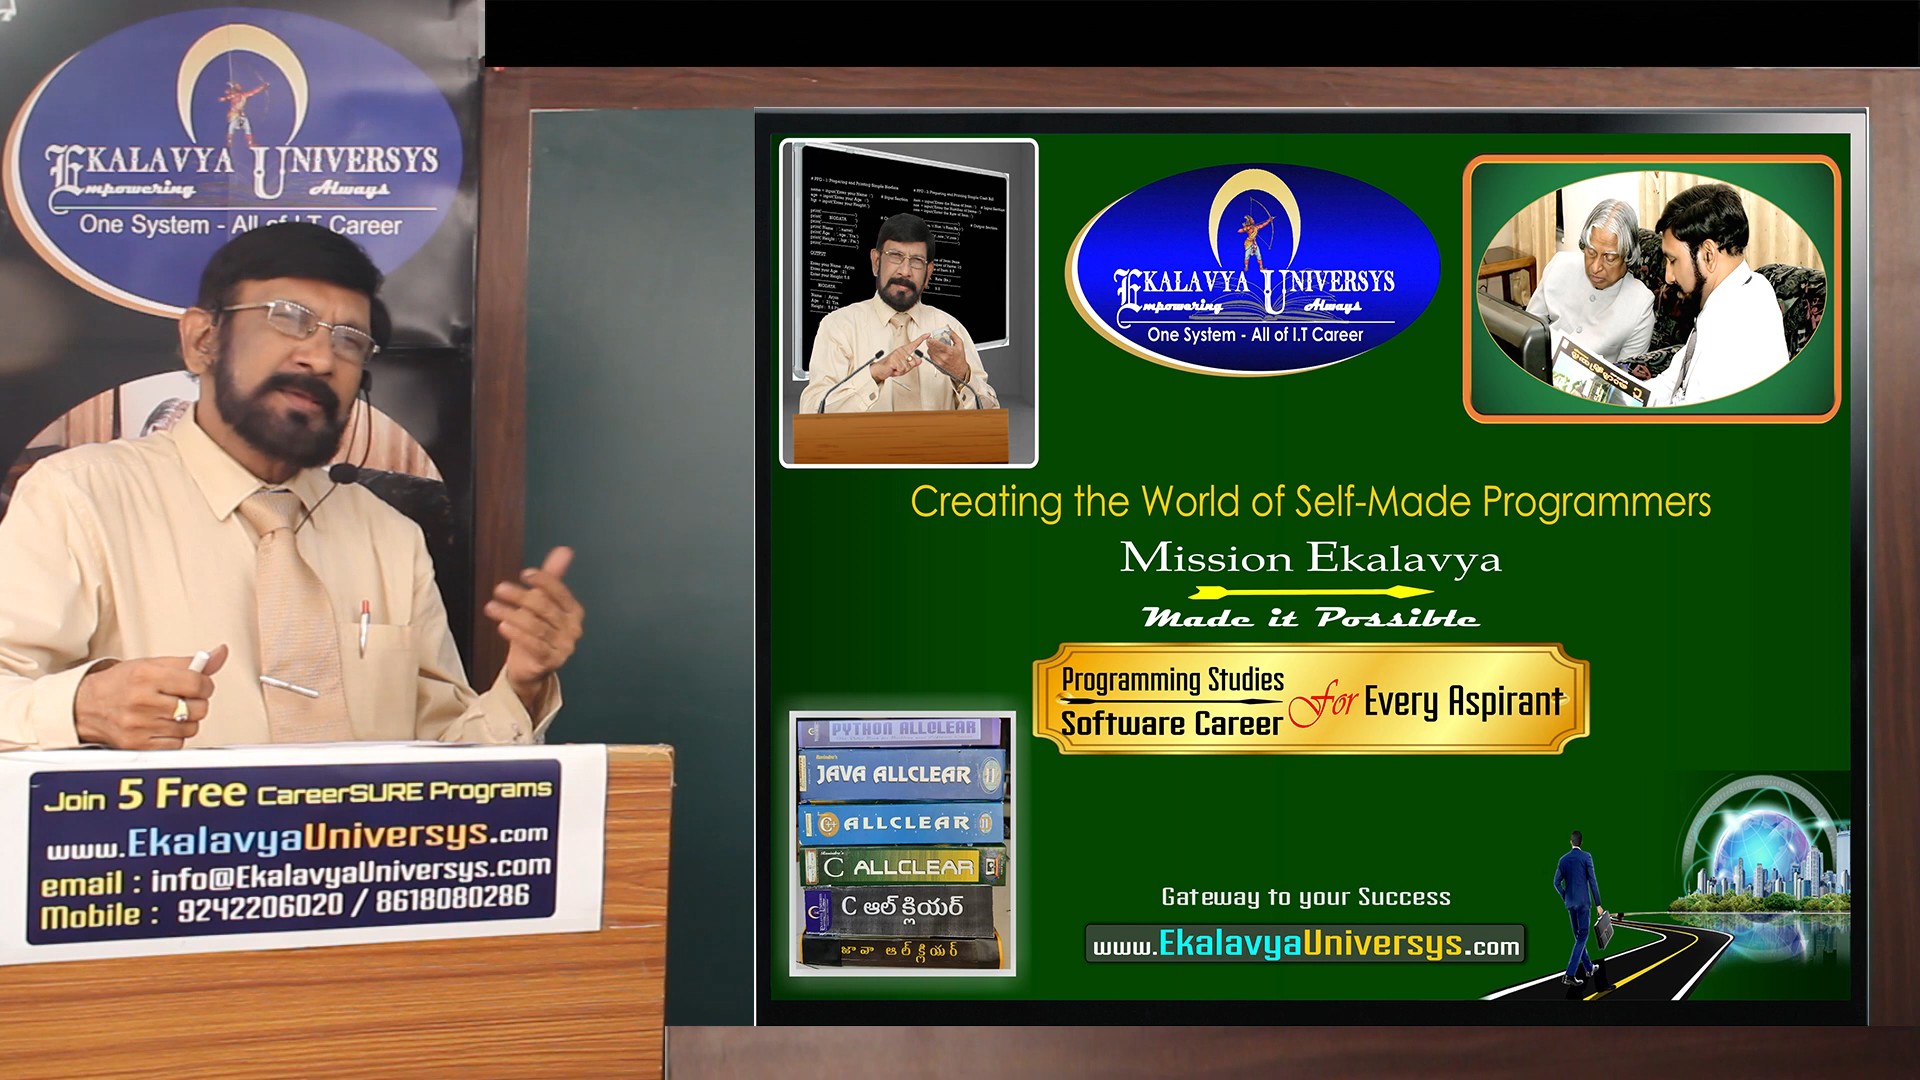 EKALAVYA UNIVERSYS
Empowering Always
One System - All of I.T Career
Join 5 Free CareerSURE Programs
www.EkalavyaUniversys.com
email : info@EkalavyaUniversys.com
Mobile : 9242206020 / 8618080286
EKALAVYA UNIVERSYS
Empowering Always
One System - All of I.T Career
Creating the World of Self-Made Programmers
Mission Ekalavya
Made it Possible
Programming Studies
Software Career
For Every Aspirant
PYTHON ALLCLEAR
JAVA ALLCLEAR
C++ ALLCLEAR
C ALLCLEAR
C ఆల్ క్లియర్
జావా ఆల్ క్లియర్
Gateway to your Success
www.EkalavyaUniversys.com